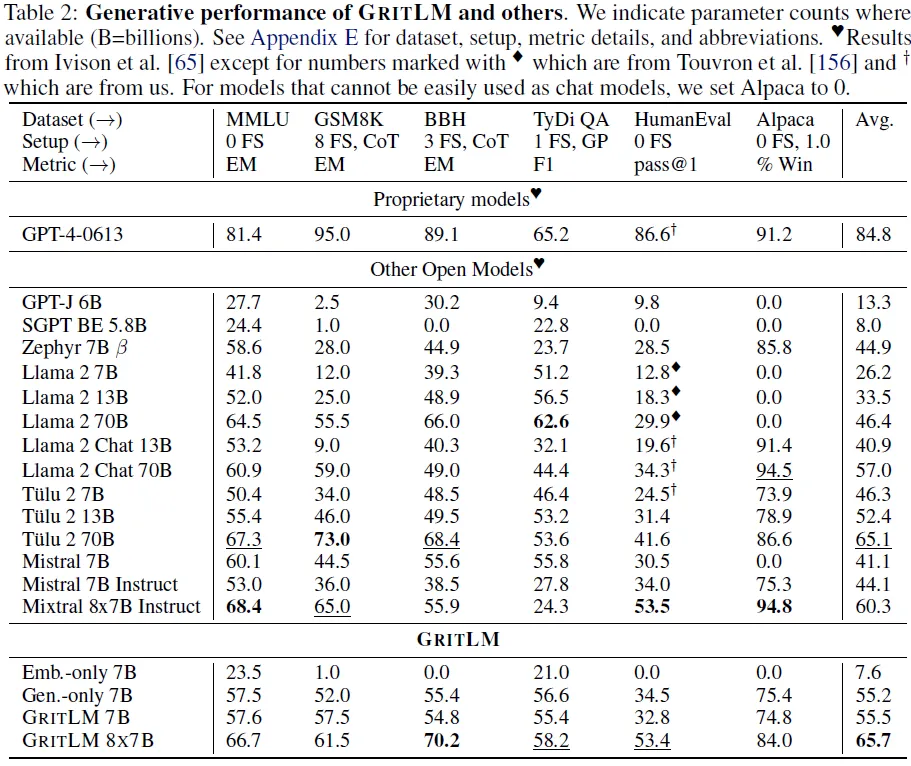 Table 2: Generative performance of GRITLM and others. We indicate parameter counts where
available (B=billions). See Appendix E for dataset, setup, metric details, and abbreviations. ♥Results
from Ivison et al. [65] except for numbers marked with ♦ which are from Touvron et al. [156] and †
which are from us. For models that cannot be easily used as chat models, we set Alpaca to 0.
Dataset (→) MMLU GSM8K BBH TyDi QA HumanEval Alpaca Avg.
Setup (→) 0 FS 8 FS, CoT 3 FS, CoT 1 FS, GP 0 FS 0 FS, 1.0
Metric (→) EM EM EM F1 pass@1 % Win
Proprietary models♥
GPT-4-0613 81.4 95.0 89.1 65.2 86.6† 91.2 84.8
Other Open Models♥
GPT-J 6B 27.7 2.5 30.2 9.4 9.8 0.0 13.3
SGPT BE 5.8B 24.4 1.0 0.0 22.8 0.0 0.0 8.0
Zephyr 7B β 58.6 28.0 44.9 23.7 28.5 85.8 44.9
Llama 2 7B 41.8 12.0 39.3 51.2 12.8♦ 0.0 26.2
Llama 2 13B 52.0 25.0 48.9 56.5 18.3♦ 0.0 33.5
Llama 2 70B 64.5 55.5 66.0 62.6 29.9♦ 0.0 46.4
Llama 2 Chat 13B 53.2 9.0 40.3 32.1 19.6† 91.4 40.9
Llama 2 Chat 70B 60.9 59.0 49.0 44.4 34.3† 94.5 57.0
Tülu 2 7B 50.4 34.0 48.5 46.4 24.5† 73.9 46.3
Tülu 2 13B 55.4 46.0 49.5 53.2 31.4 78.9 52.4
Tülu 2 70B 67.3 73.0 68.4 53.6 41.6 86.6 65.1
Mistral 7B 60.1 44.5 55.6 55.8 30.5 0.0 41.1
Mistral 7B Instruct 53.0 36.0 38.5 27.8 34.0 75.3 44.1
Mixtral 8x7B Instruct 68.4 65.0 55.9 24.3 53.5 94.8 60.3
GRITLM
Emb.-only 7B 23.5 1.0 0.0 21.0 0.0 0.0 7.6
Gen.-only 7B 57.5 52.0 55.4 56.6 34.5 75.4 55.2
GRITLM 7B 57.6 57.5 54.8 55.4 32.8 74.8 55.5
GRITLM 8X7B 66.7 61.5 70.2 58.2 53.4 84.0 65.7